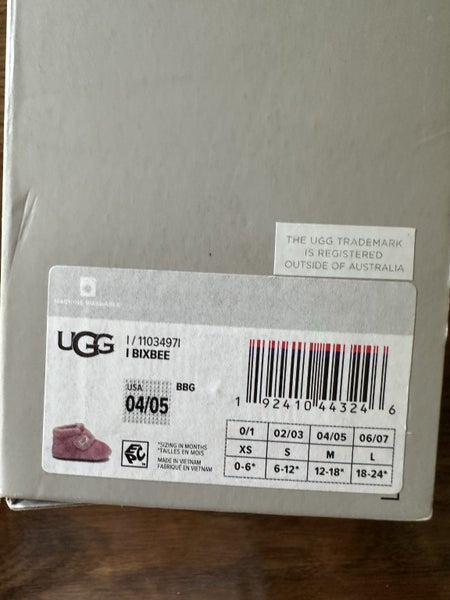 THE UGG TRADEMARK
IS REGISTERED
OUTSIDE OF AUSTRALIA
MACHINE WASHABLE
UGG
I / 1103497I
I BIXBEE
USA
04/05
BBG
1 92410 44324 6
*SIZING IN MONTHS
*TAILLES EN MOIS
MADE IN VIETNAM
FABRIQUÉ EN VIETNAM
0/1 02/03 04/05 06/07
XS S M L
0-6* 6-12* 12-18* 18-24*